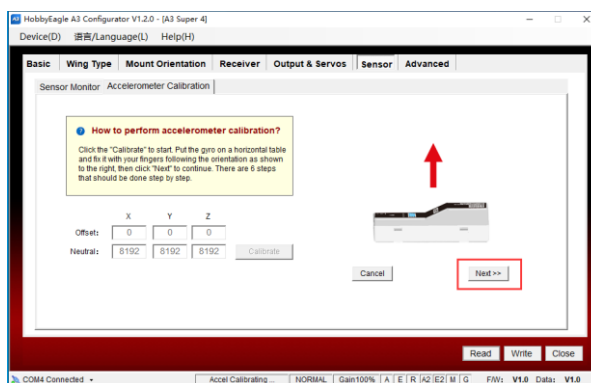 HobbyEagle A3 Configurator V1.2.0 - [A3 Super 4]
Device(D) 语言/Language(L) Help(H)
Basic Wing Type Mount Orientation Receiver Output & Servos Sensor Advanced
Sensor Monitor Accelerometer Calibration
How to perform accelerometer calibration?
Click the "Calibrate" to start. Put the gyro on a horizontal table
and fix it with your fingers following the orientation as shown
to the right, then click "Next" to continue. There are 6 steps
that should be done step by step.
X Y Z
Offset: 0 0 0
Neutral: 8192 8192 8192 Calibrate
Cancel Next >>
Read Write Close
COM4 Connected Accel Calibrating ... NORMAL Gain100% A E R A2 E2 M G F/W: V1.0 Data: V1.0